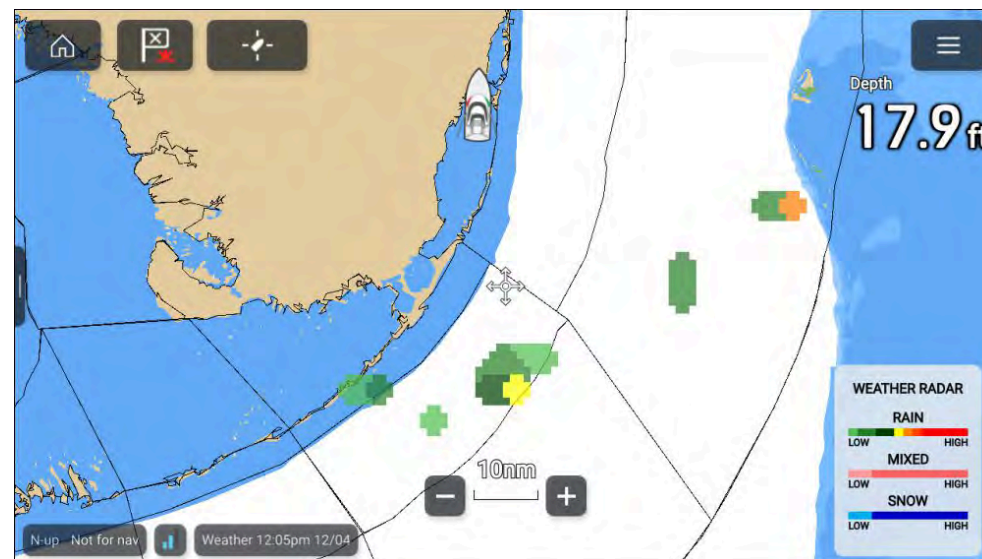 Depth
17.9 ft
WEATHER RADAR
RAIN
LOW HIGH
MIXED
LOW HIGH
SNOW
LOW HIGH
10nm
N-up Not for nav
Weather 12:05pm 12/04